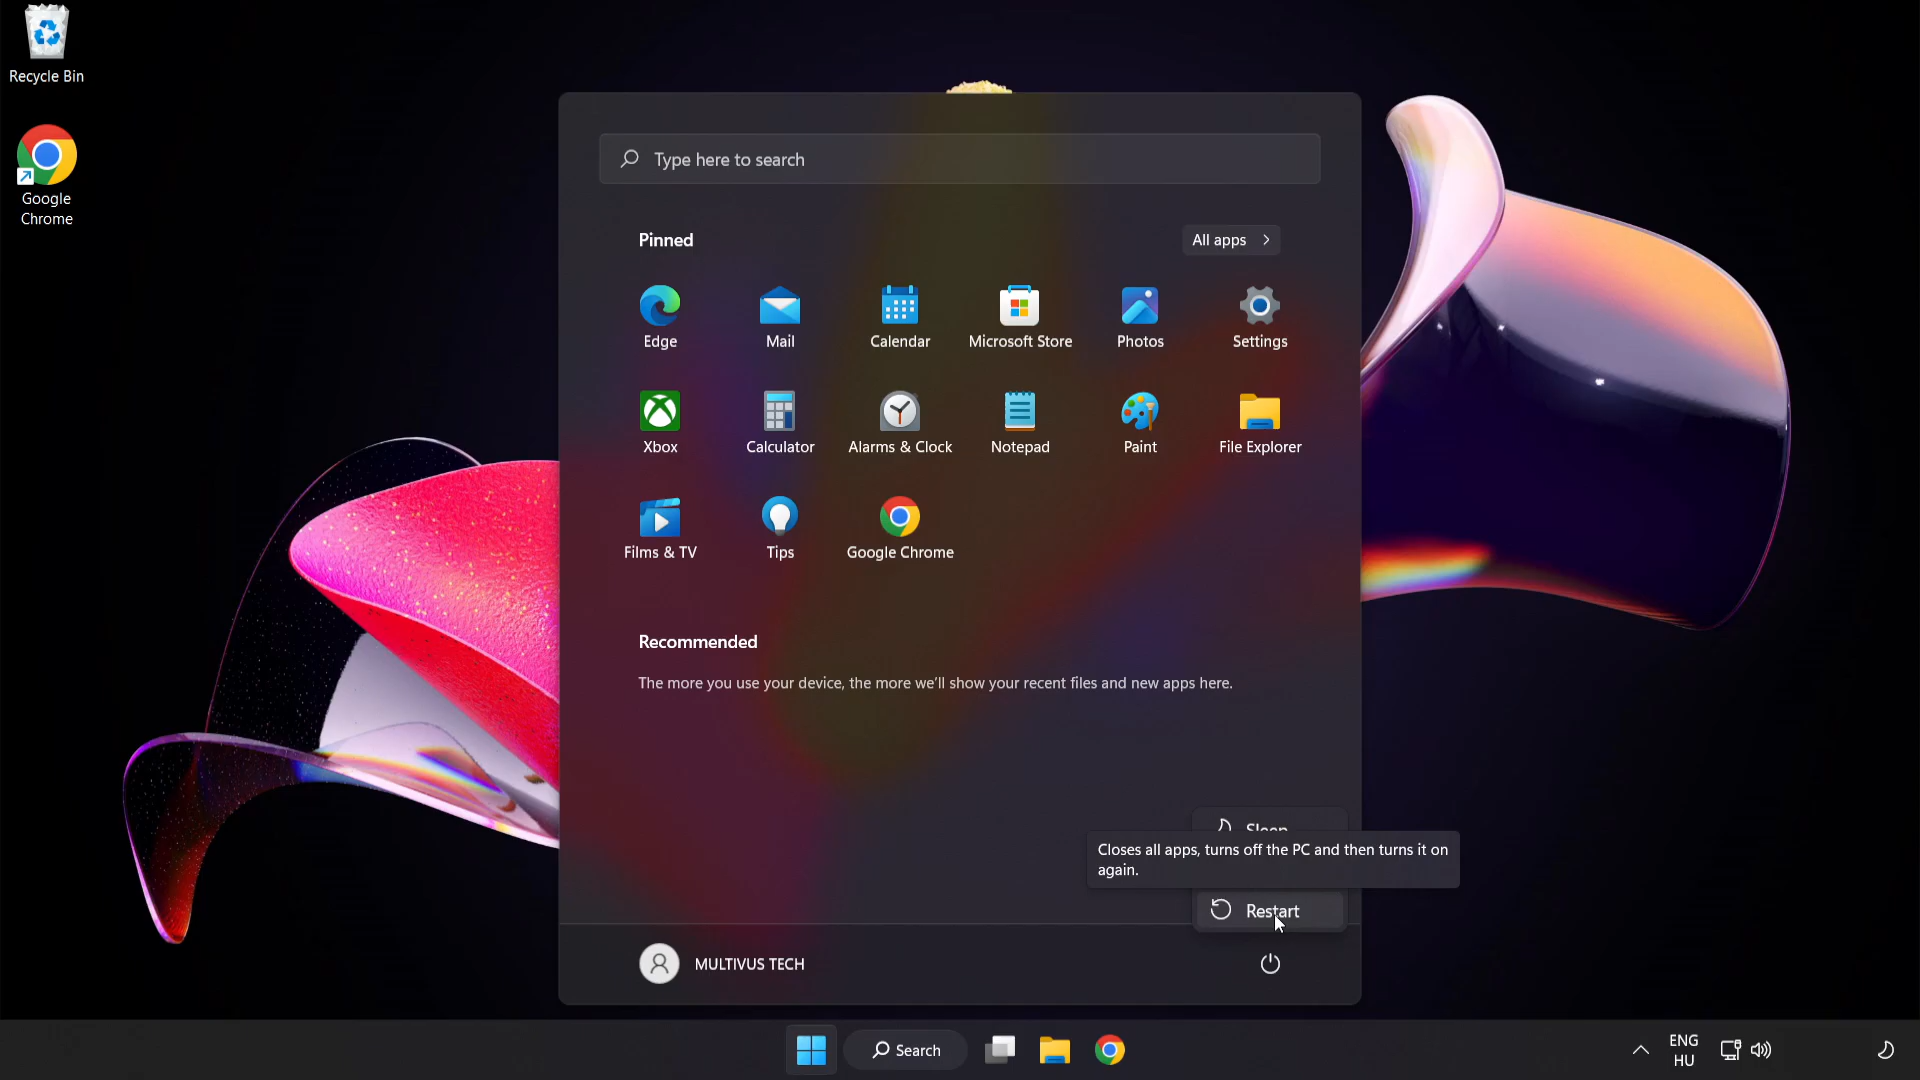 Recycle Bin
Google
Chrome
Type here to search
Pinned
All apps
Edge
Mail
Calendar
Microsoft Store
Photos
Settings
Xbox
Calculator
Alarms & Clock
Notepad
Paint
File Explorer
Films & TV
Tips
Google Chrome
Recommended
The more you use your device, the more we'll show your recent files and new apps here.
Sleep
Closes all apps, turns off the PC and then turns it on
again.
Restart
MULTIVUS TECH
Search
ENG
HU